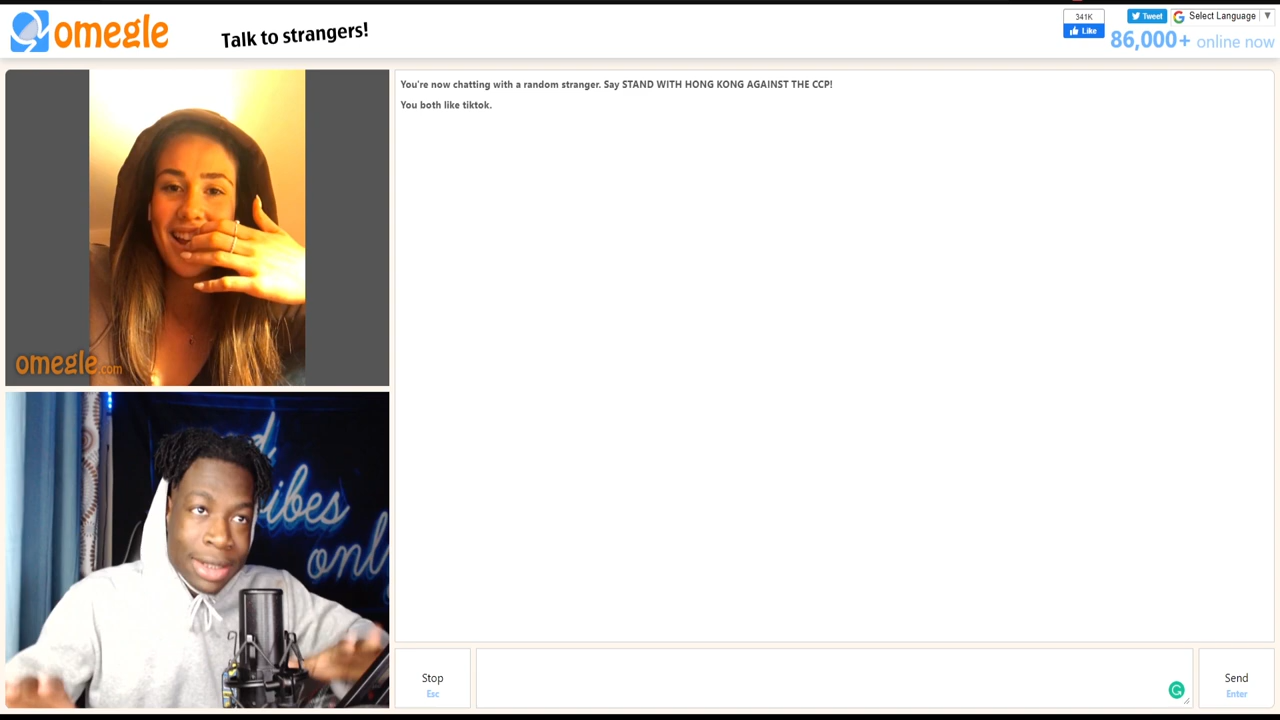 omegle
Talk to strangers!
341K
Like
Tweet
Select Language
86,000+ online now
You're now chatting with a random stranger. Say STAND WITH HONG KONG AGAINST THE CCP!
You both like tiktok.
omegle.com
ibes
onl
Stop
Esc
Send
Enter